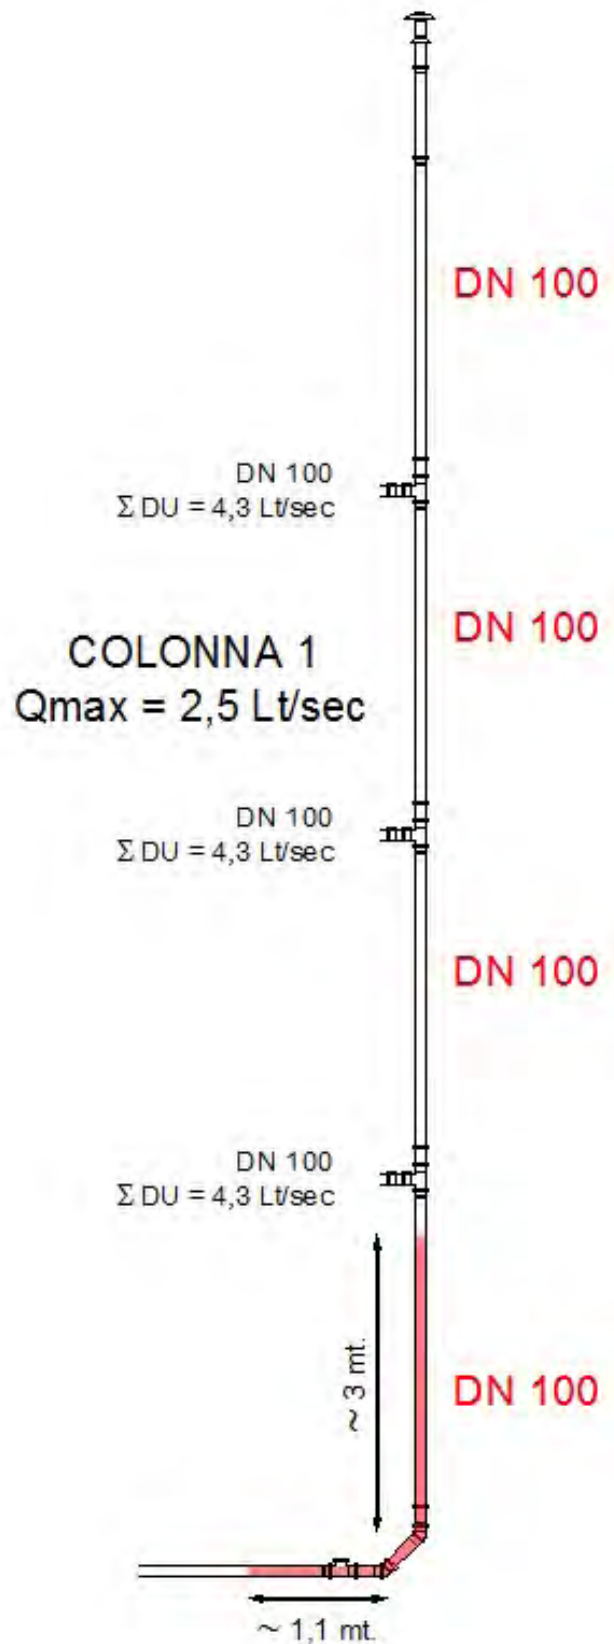 DN 100
DN 100
Σ DU = 4,3 Lt/sec
DN 100
COLONNA 1
Qmax = 2,5 Lt/sec
DN 100
Σ DU = 4,3 Lt/sec
DN 100
DN 100
Σ DU = 4,3 Lt/sec
~ 3 mt.
DN 100
~ 1,1 mt.